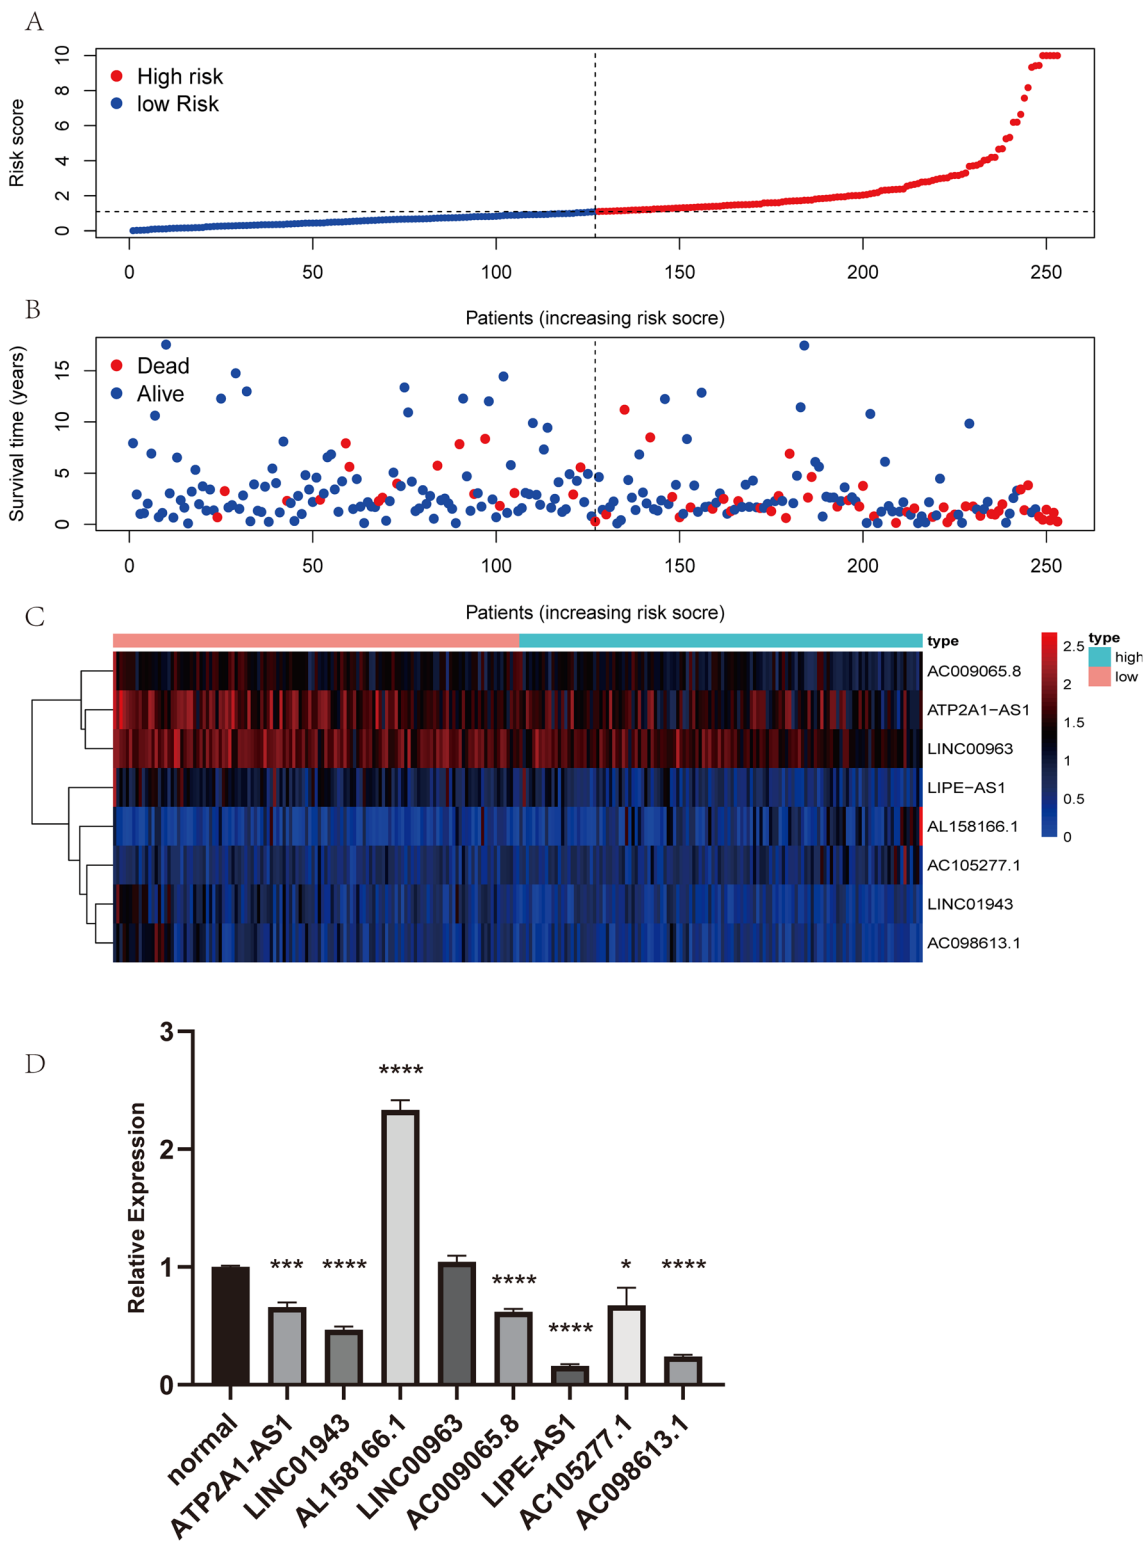 A
Risk score
10
8
6
4
2
0
High risk
low Risk
0 50 100 150 200 250
Patients (increasing risk socre)
B
Survival time (years)
15
10
5
0
Dead
Alive
0 50 100 150 200 250
Patients (increasing risk socre)
C
type
AC009065.8
ATP2A1−AS1
LINC00963
LIPE−AS1
AL158166.1
AC105277.1
LINC01943
AC098613.1
2.5
2
1.5
1
0.5
0
type
high
low
D
Relative Expression
3
2
1
0
*** **** **** **** **** * ****
normal
ATP2A1-AS1
LINC01943
AL158166.1
LINC00963
AC009065.8
LIPE-AS1
AC105277.1
AC098613.1